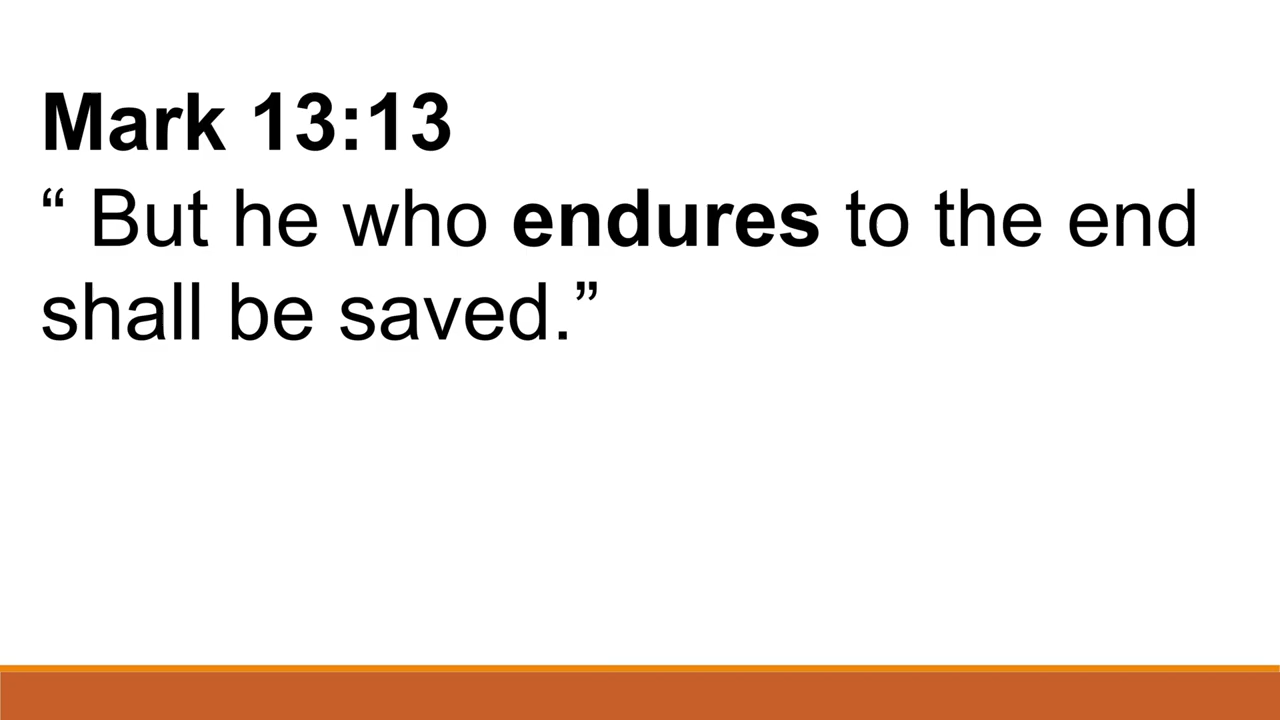 Mark 13:13
“ But he who endures to the end
shall be saved.”